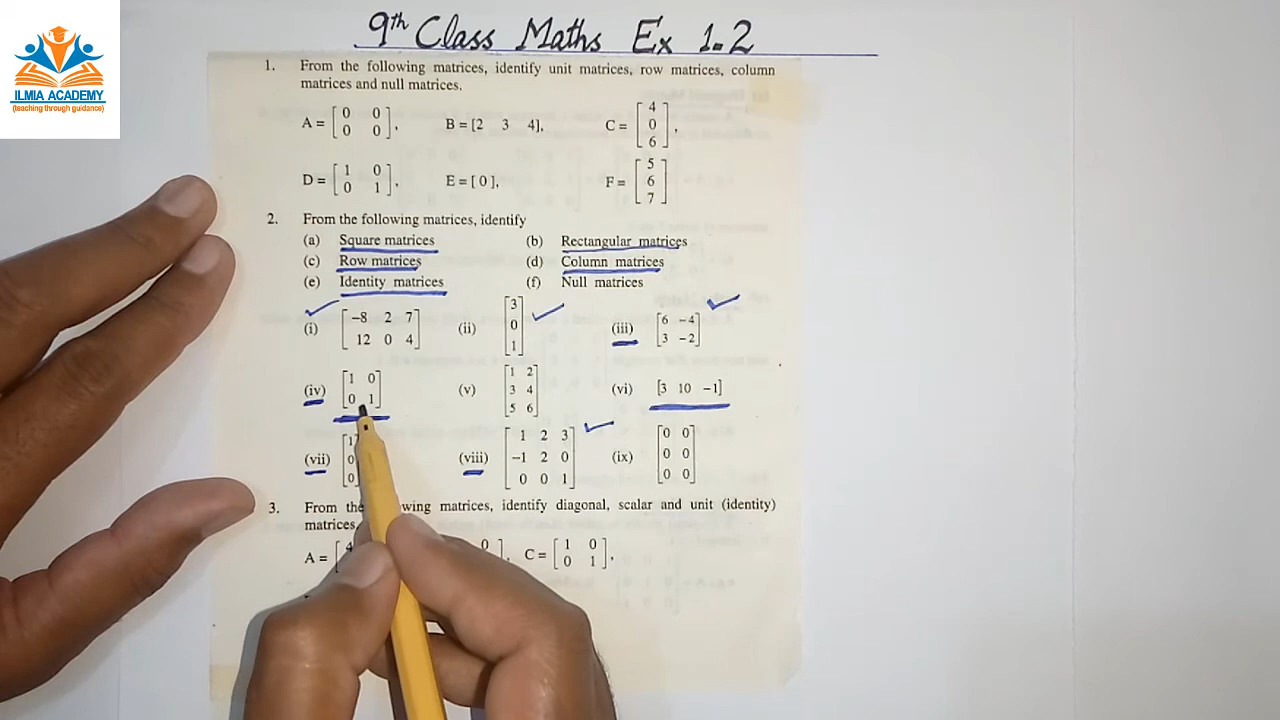 ILMIA ACADEMY
(teaching through guidance)
9th Class Maths Ex 1.2
1. From the following matrices, identify unit matrices, row matrices, column
matrices and null matrices.
A = [0 0
0 0], B = [2 3 4], C = [4
0
6],
D = [1 0
0 1], E = [0], F = [5
6
7]
2. From the following matrices, identify
(a) Square matrices (b) Rectangular matrices
(c) Row matrices (d) Column matrices
(e) Identity matrices (f) Null matrices
(i) [−8 2 7
12 0 4] (ii) [3
0
1] (iii) [6 −4
3 −2]
(iv) [1 0
0 1] (v) [1 2
3 4
5 6] (vi) [3 10 −1]
(vii) [1
0
0 (viii) [1 2 3
−1 2 0
0 0 1] (ix) [0 0
0 0
0 0]
3. From the wing matrices, identify diagonal, scalar and unit (identity)
matrices.
A = [4 0 ], C = [1 0
0 1],